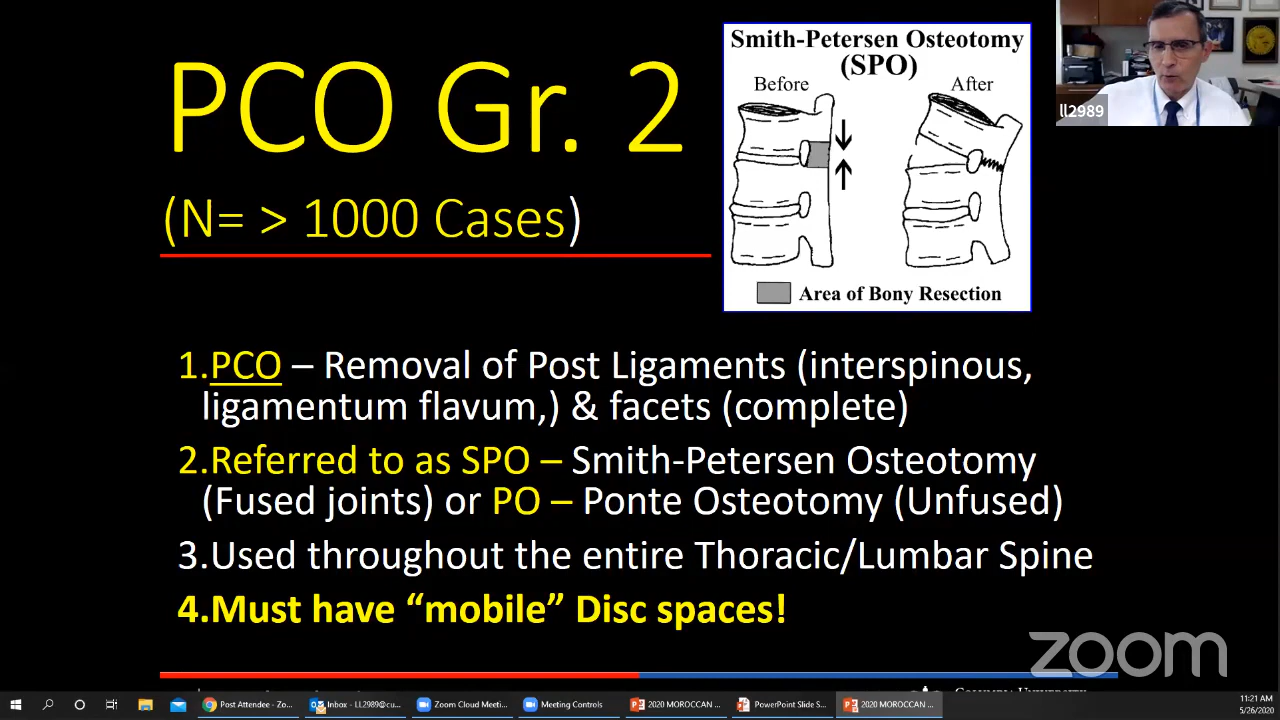 PCO Gr. 2
(N= > 1000 Cases)
Smith-Petersen Osteotomy
(SPO)
Before
After
Area of Bony Resection
ll2989
1.PCO – Removal of Post Ligaments (interspinous,
ligamentum flavum,) & facets (complete)
2.Referred to as SPO – Smith-Petersen Osteotomy
(Fused joints) or PO – Ponte Osteotomy (Unfused)
3.Used throughout the entire Thoracic/Lumbar Spine
4.Must have “mobile” Disc spaces!
zoom
Post Attendee - Zo...
Inbox - LL2989@cu...
Zoom Cloud Meeti...
Meeting Controls
2020 MOROCCAN ...
PowerPoint Slide S...
2020 MOROCCAN ...
11:21 AM
5/26/2020